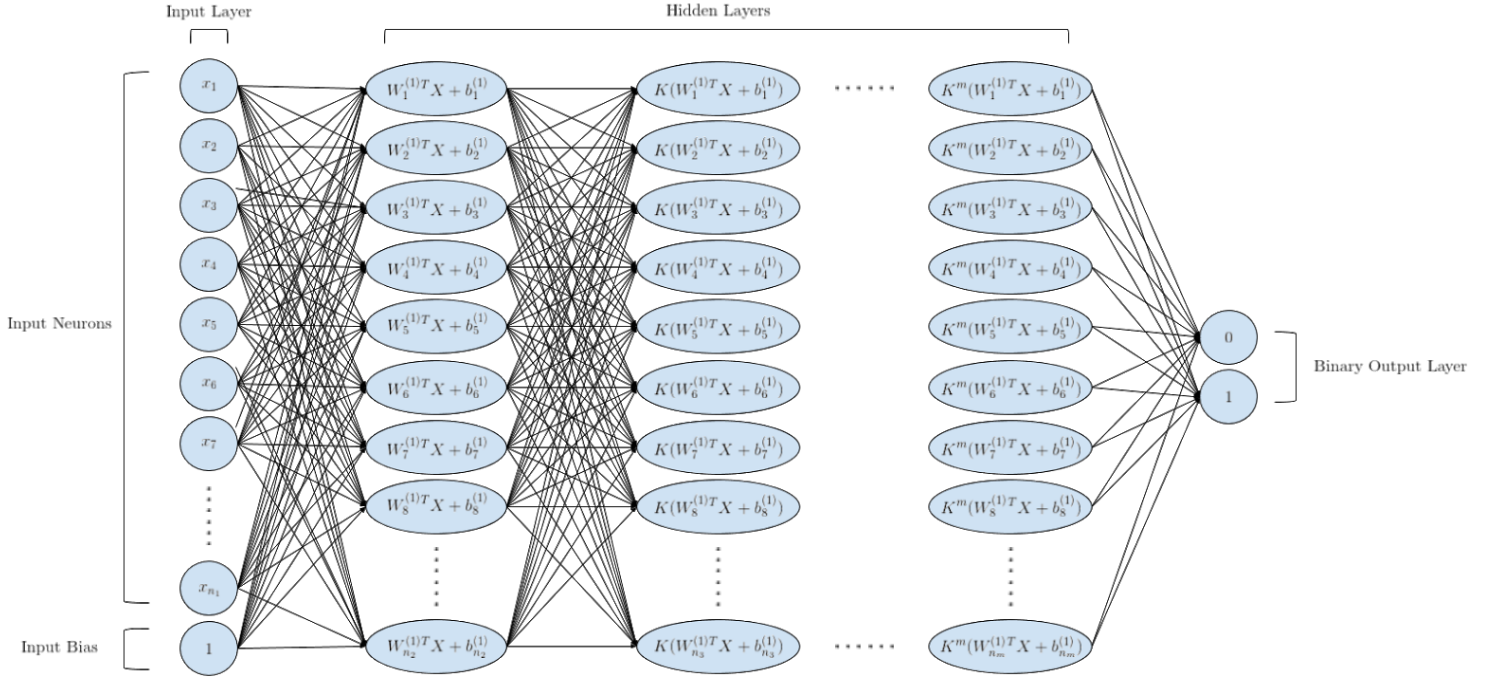 Input Layer
Hidden Layers
Input Neurons
Input Bias
x₁
x₂
x₃
x₄
x₅
x₆
x₇
xₙ₁
1
W₁⁽¹⁾ᵀX + b₁⁽¹⁾
W₂⁽¹⁾ᵀX + b₂⁽¹⁾
W₃⁽¹⁾ᵀX + b₃⁽¹⁾
W₄⁽¹⁾ᵀX + b₄⁽¹⁾
W₅⁽¹⁾ᵀX + b₅⁽¹⁾
W₆⁽¹⁾ᵀX + b₆⁽¹⁾
W₇⁽¹⁾ᵀX + b₇⁽¹⁾
W₈⁽¹⁾ᵀX + b₈⁽¹⁾
Wₙ₂⁽¹⁾ᵀX + bₙ₂⁽¹⁾
K(W₁⁽¹⁾ᵀX + b₁⁽¹⁾)
K(W₂⁽¹⁾ᵀX + b₂⁽¹⁾)
K(W₃⁽¹⁾ᵀX + b₃⁽¹⁾)
K(W₄⁽¹⁾ᵀX + b₄⁽¹⁾)
K(W₅⁽¹⁾ᵀX + b₅⁽¹⁾)
K(W₆⁽¹⁾ᵀX + b₆⁽¹⁾)
K(W₇⁽¹⁾ᵀX + b₇⁽¹⁾)
K(W₈⁽¹⁾ᵀX + b₈⁽¹⁾)
K(Wₙ₃⁽¹⁾ᵀX + bₙ₃⁽¹⁾)
Kᵐ(W₁⁽¹⁾ᵀX + b₁⁽¹⁾)
Kᵐ(W₂⁽¹⁾ᵀX + b₂⁽¹⁾)
Kᵐ(W₃⁽¹⁾ᵀX + b₃⁽¹⁾)
Kᵐ(W₄⁽¹⁾ᵀX + b₄⁽¹⁾)
Kᵐ(W₅⁽¹⁾ᵀX + b₅⁽¹⁾)
Kᵐ(W₆⁽¹⁾ᵀX + b₆⁽¹⁾)
Kᵐ(W₇⁽¹⁾ᵀX + b₇⁽¹⁾)
Kᵐ(W₈⁽¹⁾ᵀX + b₈⁽¹⁾)
Kᵐ(Wₙₘ⁽¹⁾ᵀX + bₙₘ⁽¹⁾)
0
1
Binary Output Layer